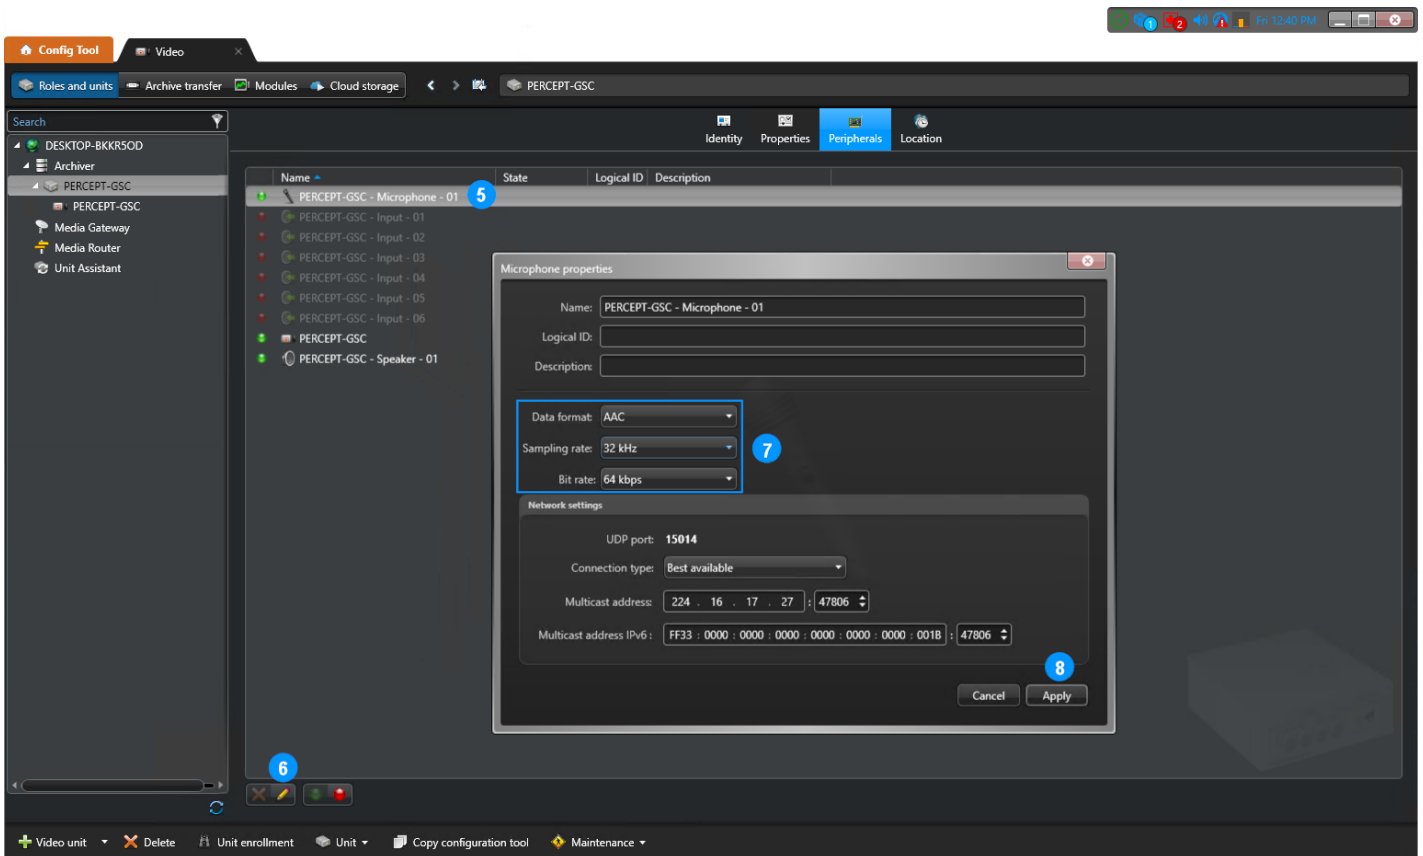 1 2 Fri 12:40 PM
Config Tool Video
Roles and units Archive transfer Modules Cloud storage PERCEPT-GSC
Search
Identity Properties Peripherals Location
DESKTOP-BKKR5OD
Archiver
PERCEPT-GSC
PERCEPT-GSC
Media Gateway
Media Router
Unit Assistant
Name State Logical ID Description
PERCEPT-GSC - Microphone - 01 5
PERCEPT-GSC - Input - 01
PERCEPT-GSC - Input - 02
PERCEPT-GSC - Input - 03
PERCEPT-GSC - Input - 04
PERCEPT-GSC - Input - 05
PERCEPT-GSC - Input - 06
PERCEPT-GSC
PERCEPT-GSC - Speaker - 01
Microphone properties
Name: PERCEPT-GSC - Microphone - 01
Logical ID:
Description:
Data format: AAC
Sampling rate: 32 kHz 7
Bit rate: 64 kbps
Network settings
UDP port: 15014
Connection type: Best available
Multicast address: 224 . 16 . 17 . 27 : 47806
Multicast address IPv6 : FF33 : 0000 : 0000 : 0000 : 0000 : 0000 : 0000 : 001B : 47806
8
Cancel Apply
6
Video unit Delete Unit enrollment Unit Copy configuration tool Maintenance